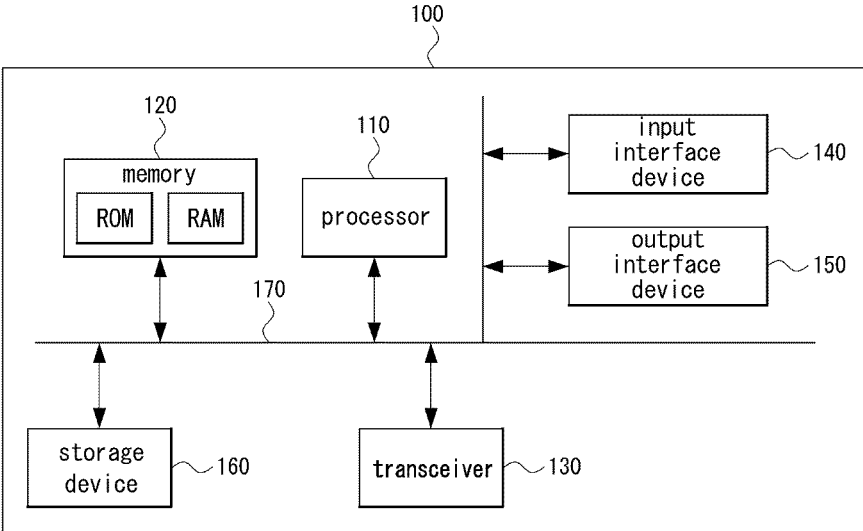 100
120
110
memory
ROM RAM
processor
input
interface
device
140
output
interface
device
150
170
storage
device
160
transceiver
130